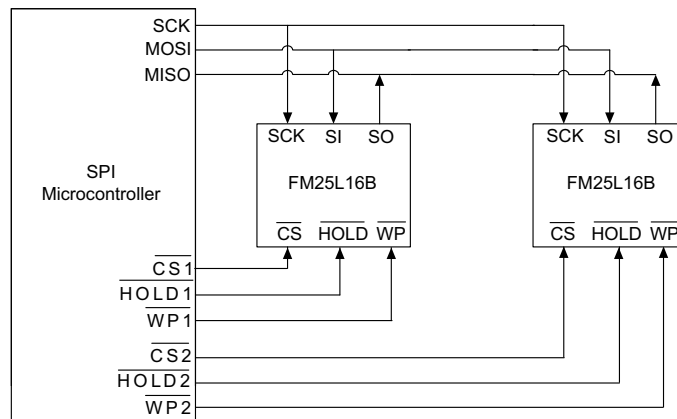 SCK
MOSI
MISO
SCK SI SO
SCK SI SO
SPI
Microcontroller
FM25L16B
FM25L16B
CS HOLD WP
CS HOLD WP
CS1
HOLD1
WP1
CS2
HOLD2
WP2